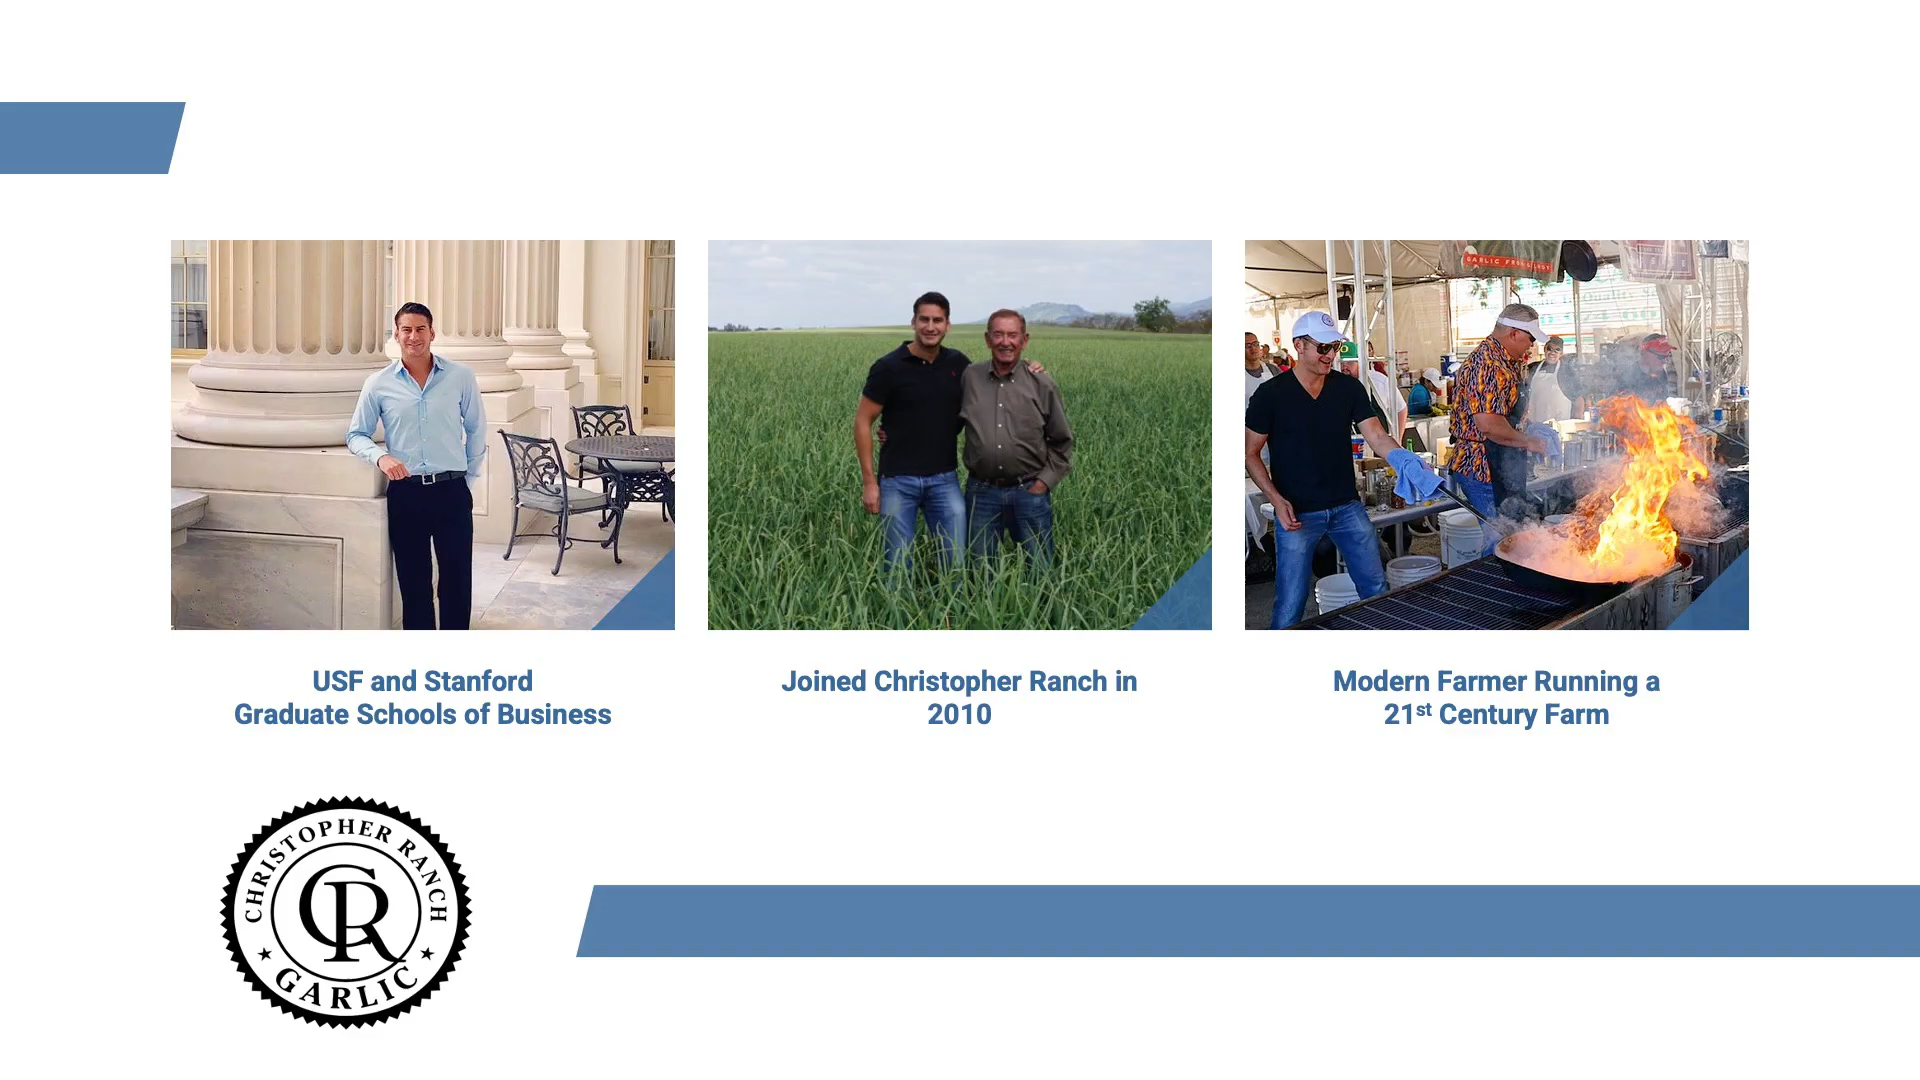 GARLIC
USF and Stanford
Graduate Schools of Business
Joined Christopher Ranch in
2010
Modern Farmer Running a
21st Century Farm
CHRISTOPHER RANCH
CR
GARLIC